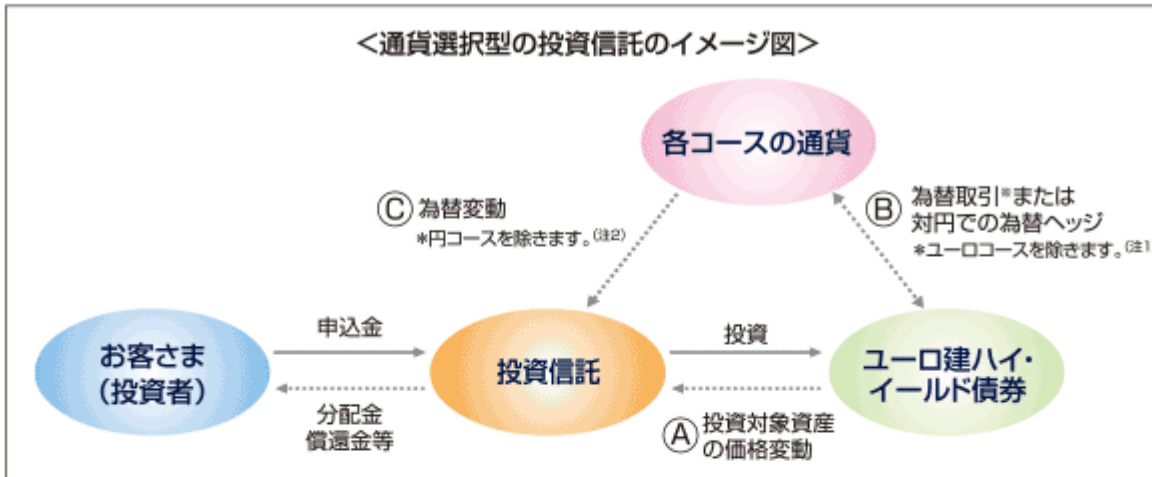 <通貨選択型の投資信託のイメージ図>
各コースの通貨
Ⓒ 為替変動
*円コースを除きます。(注2)
Ⓑ 為替取引*または
対円での為替ヘッジ
*ユーロコースを除きます。(注1)
お客さま
(投資者)
申込金
分配金
償還金等
投資信託
投資
Ⓐ 投資対象資産
の価格変動
ユーロ建ハイ・
イールド債券